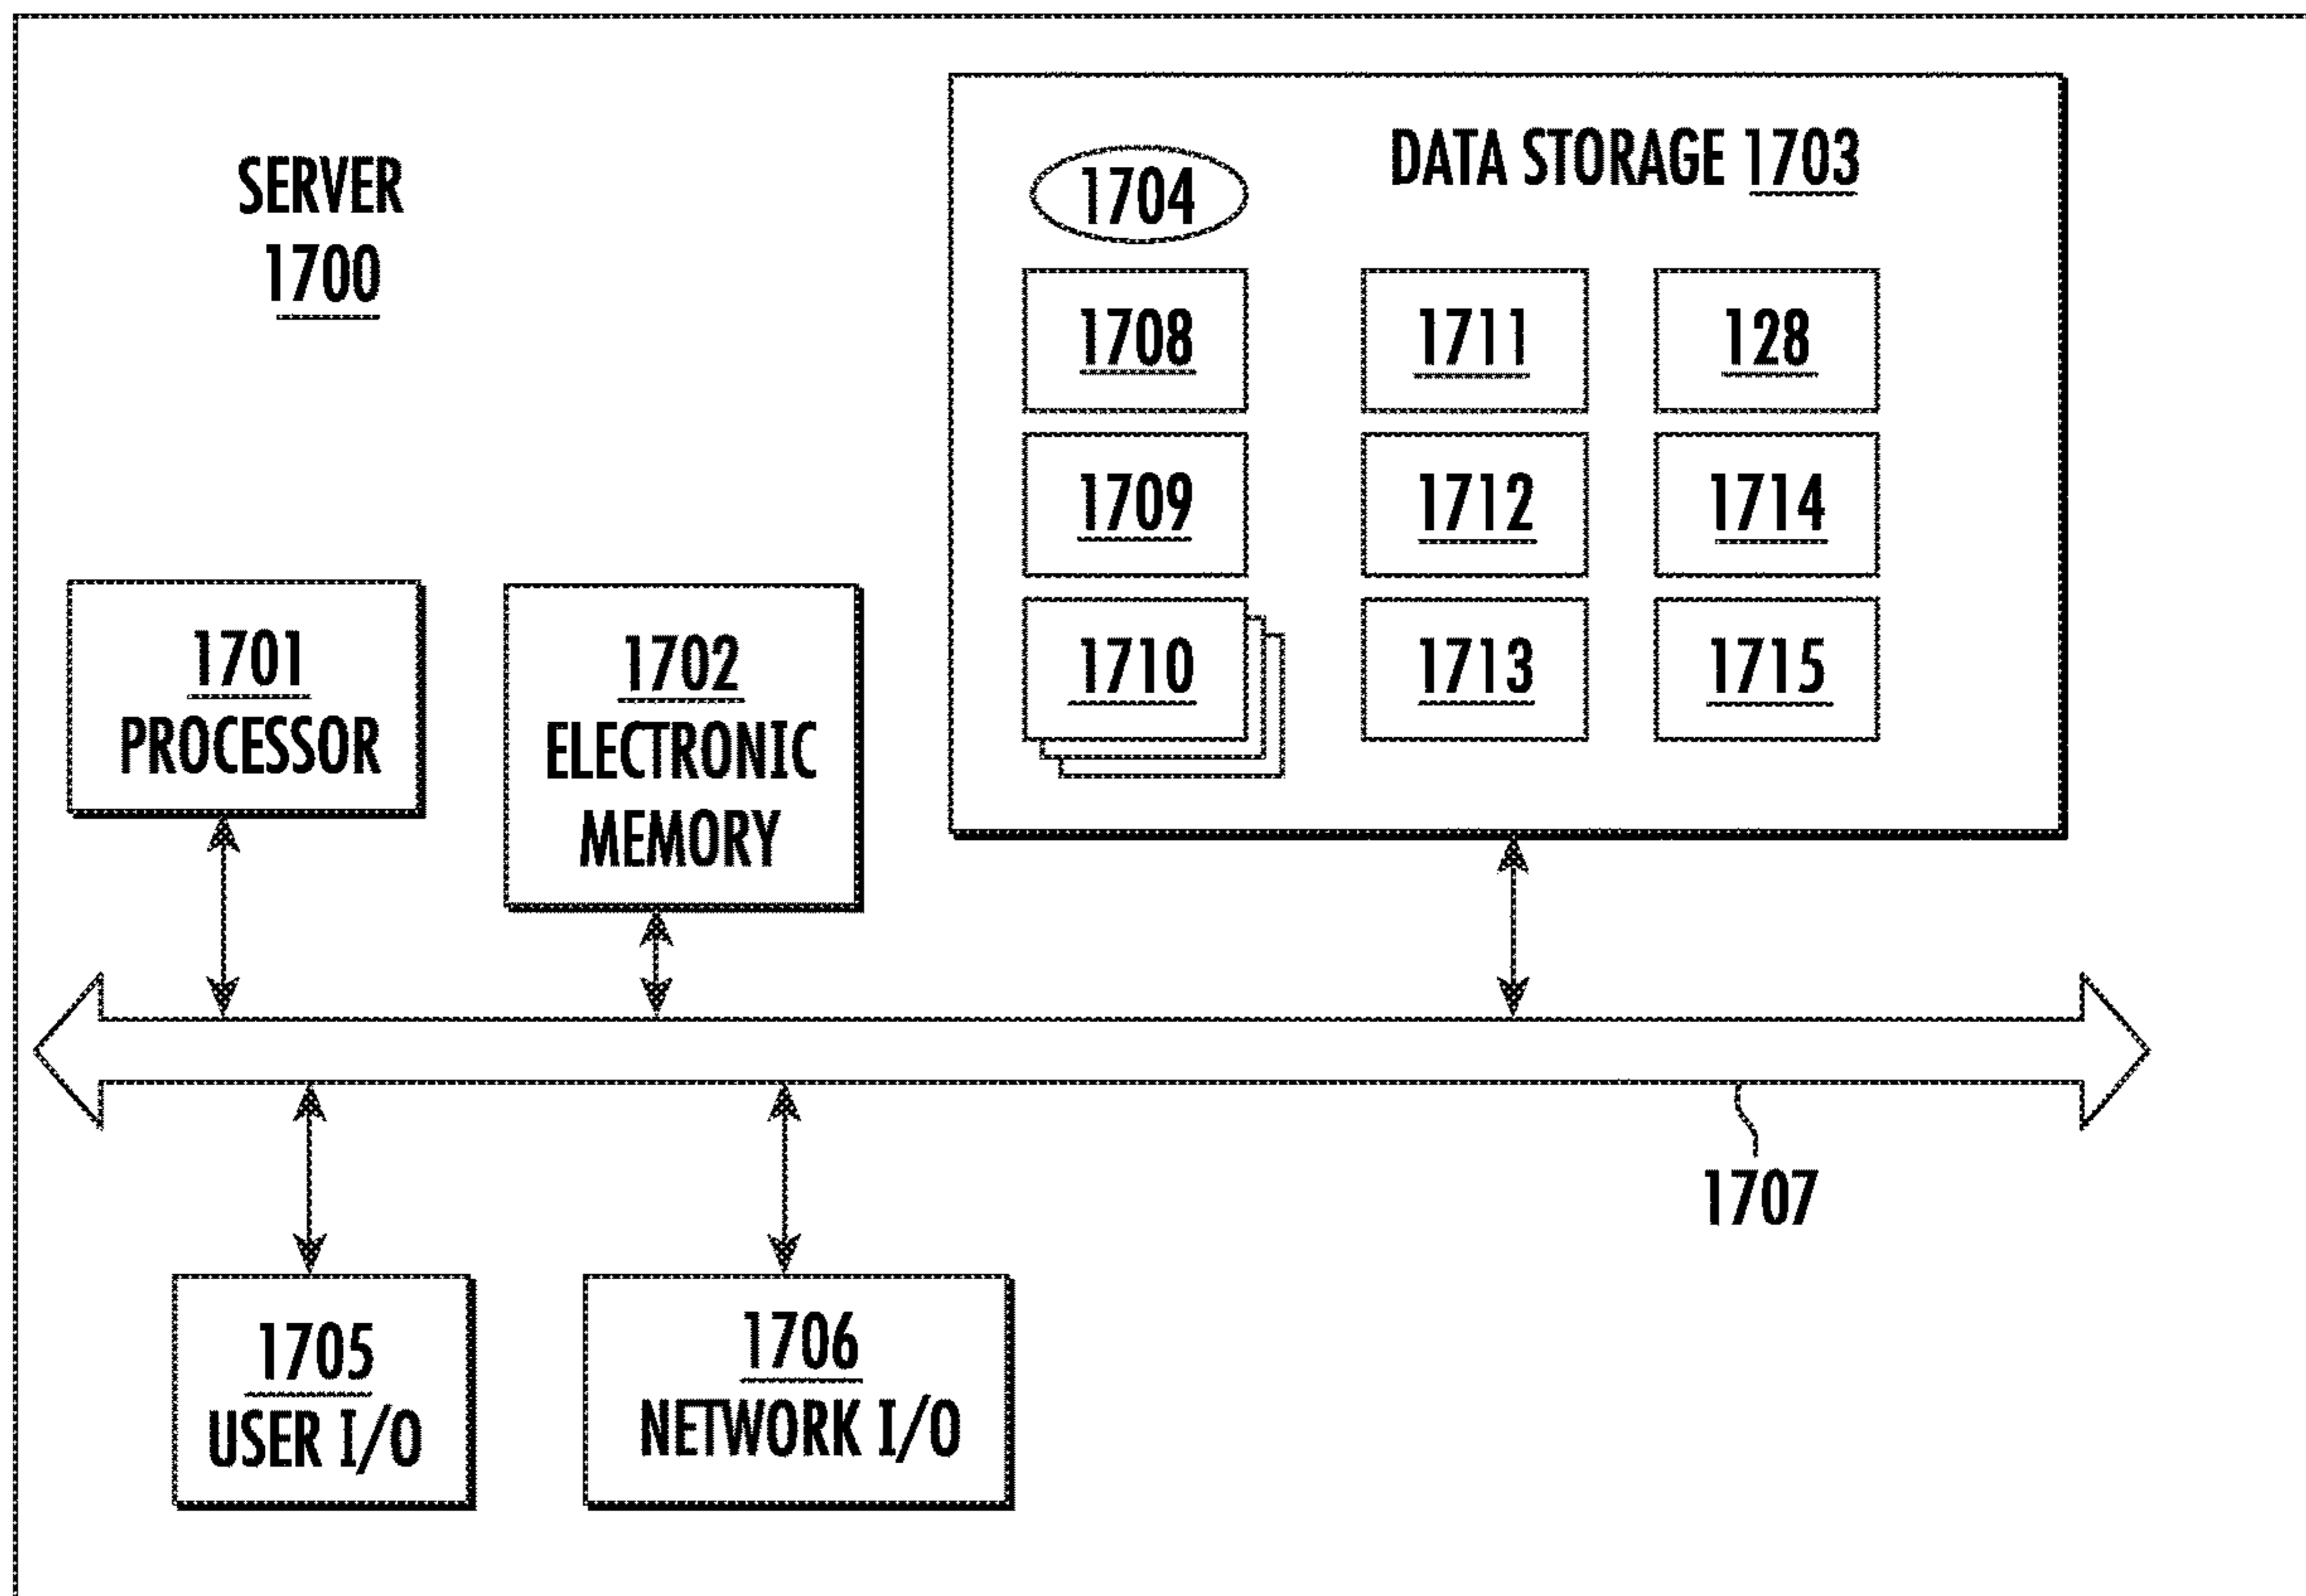 SERVER
1700
DATA STORAGE 1703
1704
1708
1711
128
1709
1712
1714
1710
1713
1715
1701
PROCESSOR
1702
ELECTRONIC
MEMORY
1707
1705
USER I/O
1706
NETWORK I/O